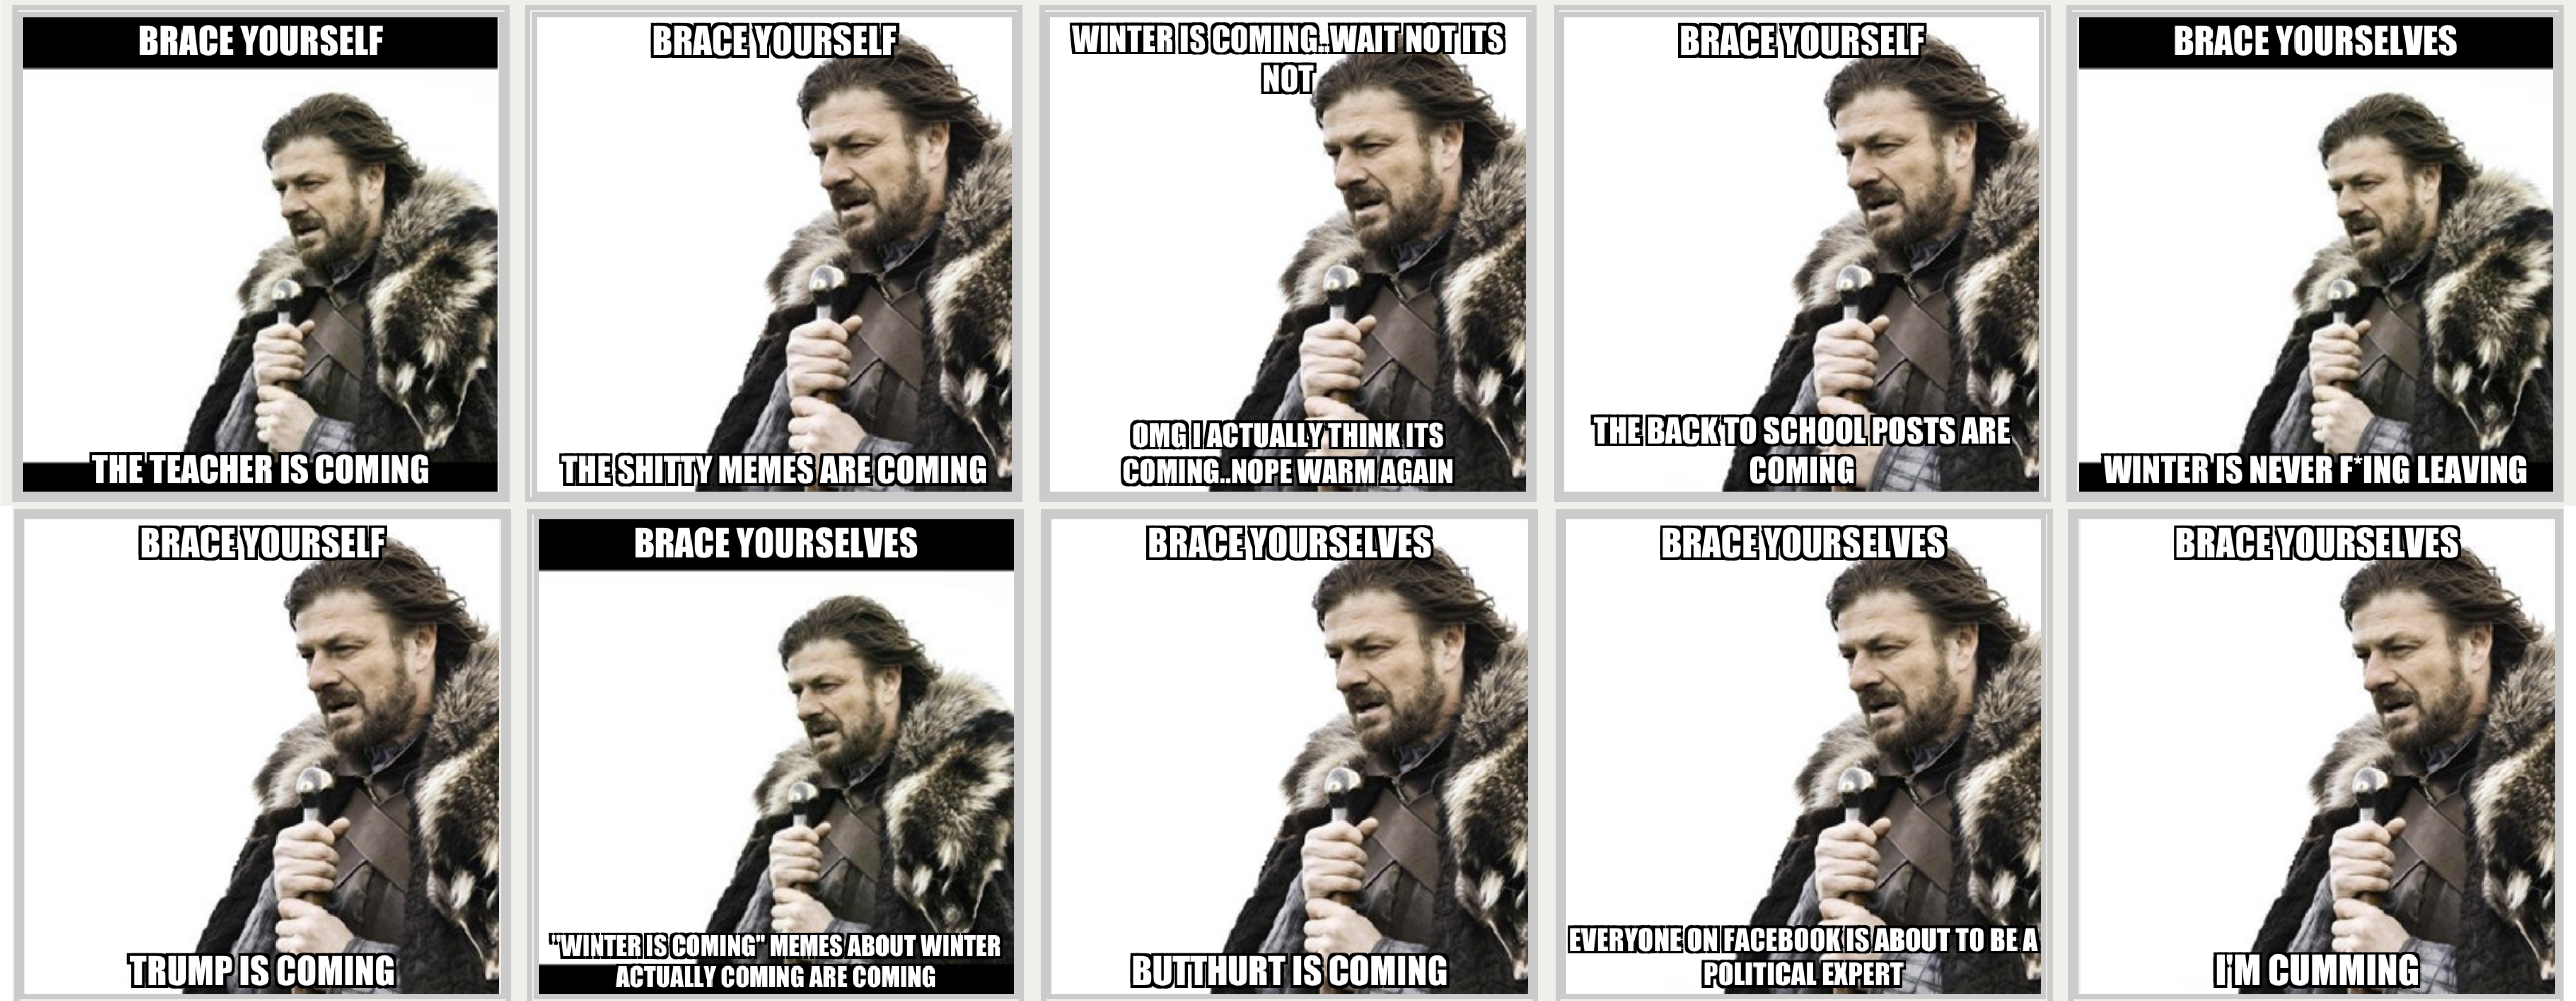 BRACE YOURSELF
THE TEACHER IS COMING
BRACE YOURSELF
THE SHITTY MEMES ARE COMING
WINTER IS COMING..WAIT NOT ITS
NOT
OMG I ACTUALLY THINK ITS
COMING..NOPE WARM AGAIN
BRACE YOURSELF
THE BACK TO SCHOOL POSTS ARE
COMING
BRACE YOURSELVES
WINTER IS NEVER F*ING LEAVING
BRACE YOURSELF
TRUMP IS COMING
BRACE YOURSELVES
"WINTER IS COMING" MEMES ABOUT WINTER
ACTUALLY COMING ARE COMING
BRACE YOURSELVES
BUTTHURT IS COMING
BRACE YOURSELVES
EVERYONE ON FACEBOOK IS ABOUT TO BE A
POLITICAL EXPERT
BRACE YOURSELVES
I'M CUMMING